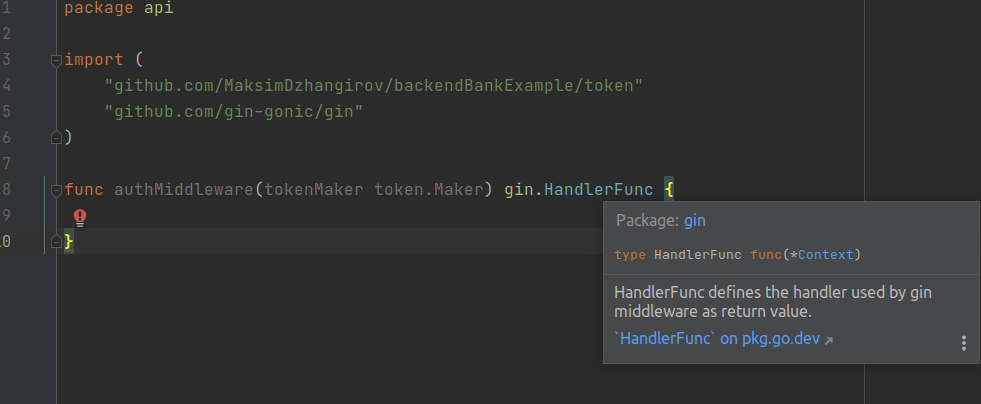 1 package api
2
3 import (
4 "github.com/MaksimDzhangirov/backendBankExample/token"
5 "github.com/gin-gonic/gin"
6 )
7
8 func authMiddleware(tokenMaker token.Maker) gin.HandlerFunc {
9
10 }
Package: gin
type HandlerFunc func(*Context)
HandlerFunc defines the handler used by gin
middleware as return value.
`HandlerFunc` on pkg.go.dev ↗